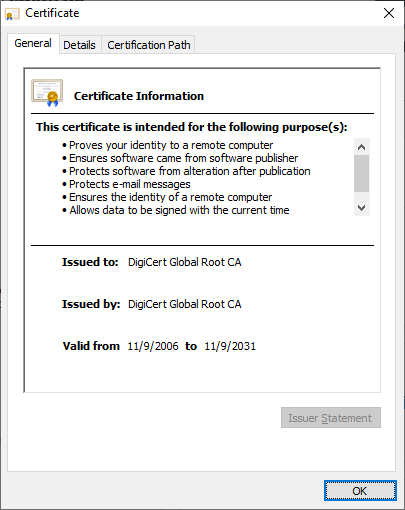 Certificate
General Details Certification Path
Certificate Information
This certificate is intended for the following purpose(s):
• Proves your identity to a remote computer
• Ensures software came from software publisher
• Protects software from alteration after publication
• Protects e-mail messages
• Ensures the identity of a remote computer
• Allows data to be signed with the current time
Issued to: DigiCert Global Root CA
Issued by: DigiCert Global Root CA
Valid from 11/9/2006 to 11/9/2031
Issuer Statement
OK